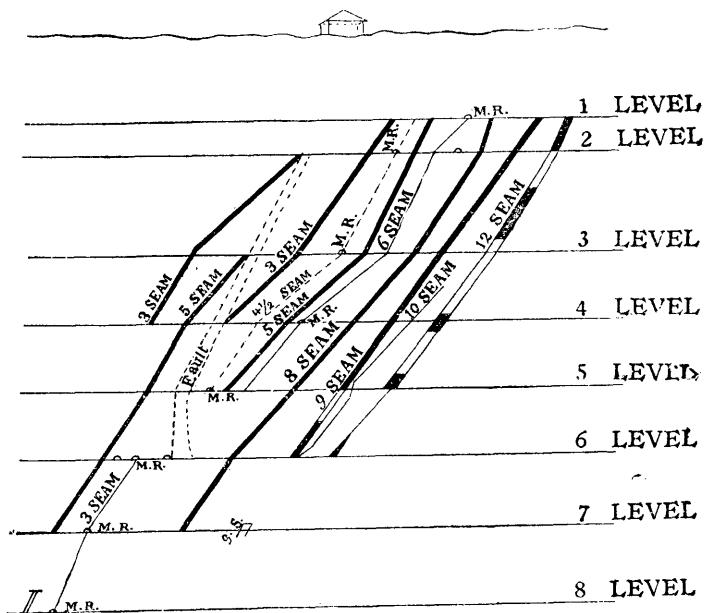 M.R.
1 LEVEL
M.R.
2 LEVEL
3 SEAM
5 SEAM
3 SEAM
M.R.
6 SEAM
12 SEAM
3 LEVEL
4½ SEAM
5 SEAM
M.R.
10 SEAM
4 LEVEL
Fault
8 SEAM
9 SEAM
M.R.
5 LEVEL
M.R.
6 LEVEL
3 SEAM
M.R.
7 LEVEL
M.R.
8 LEVEL